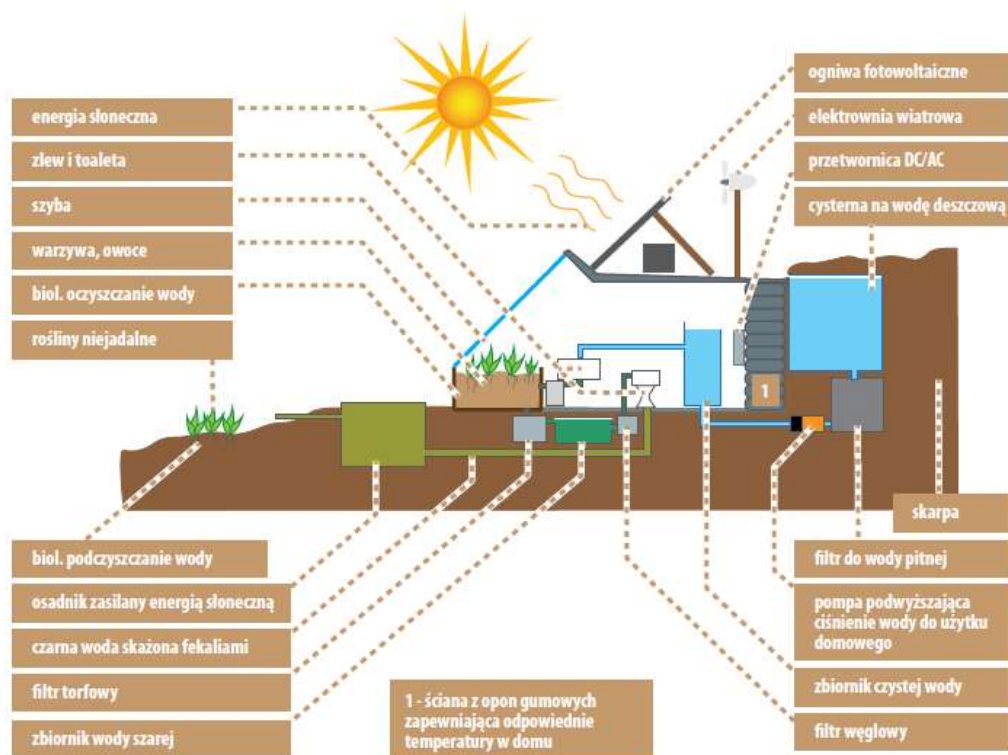 energia słoneczna
zlew i toaleta
szyba
warzywa, owoce
biol. oczyszczanie wody
rośliny niejadalne
ogniwa fotowoltaiczne
elektrownia wiatrowa
przetwornica DC/AC
cysterna na wodę deszczową
1
skarpa
biol. podczyszczanie wody
osadnik zasilany energią słoneczną
czarna woda skażona fekaliami
filtr torfowy
zbiornik wody szarej
1 - ściana z opon gumowych
zapewniająca odpowiednie
temperatury w domu
filtr do wody pitnej
pompa podwyższająca
ciśnienie wody do użytku
domowego
zbiornik czystej wody
filtr węglowy